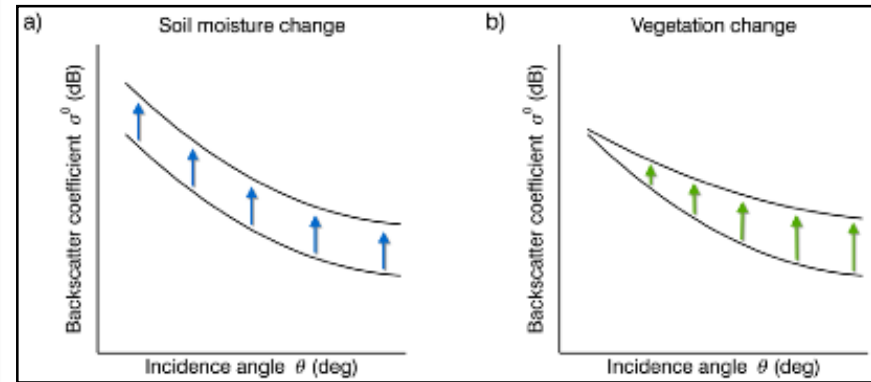 a)
Soil moisture change
Backscatter coefficient σ⁰ (dB)
Incidence angle θ (deg)
b)
Vegetation change
Backscatter coefficient σ⁰ (dB)
Incidence angle θ (deg)